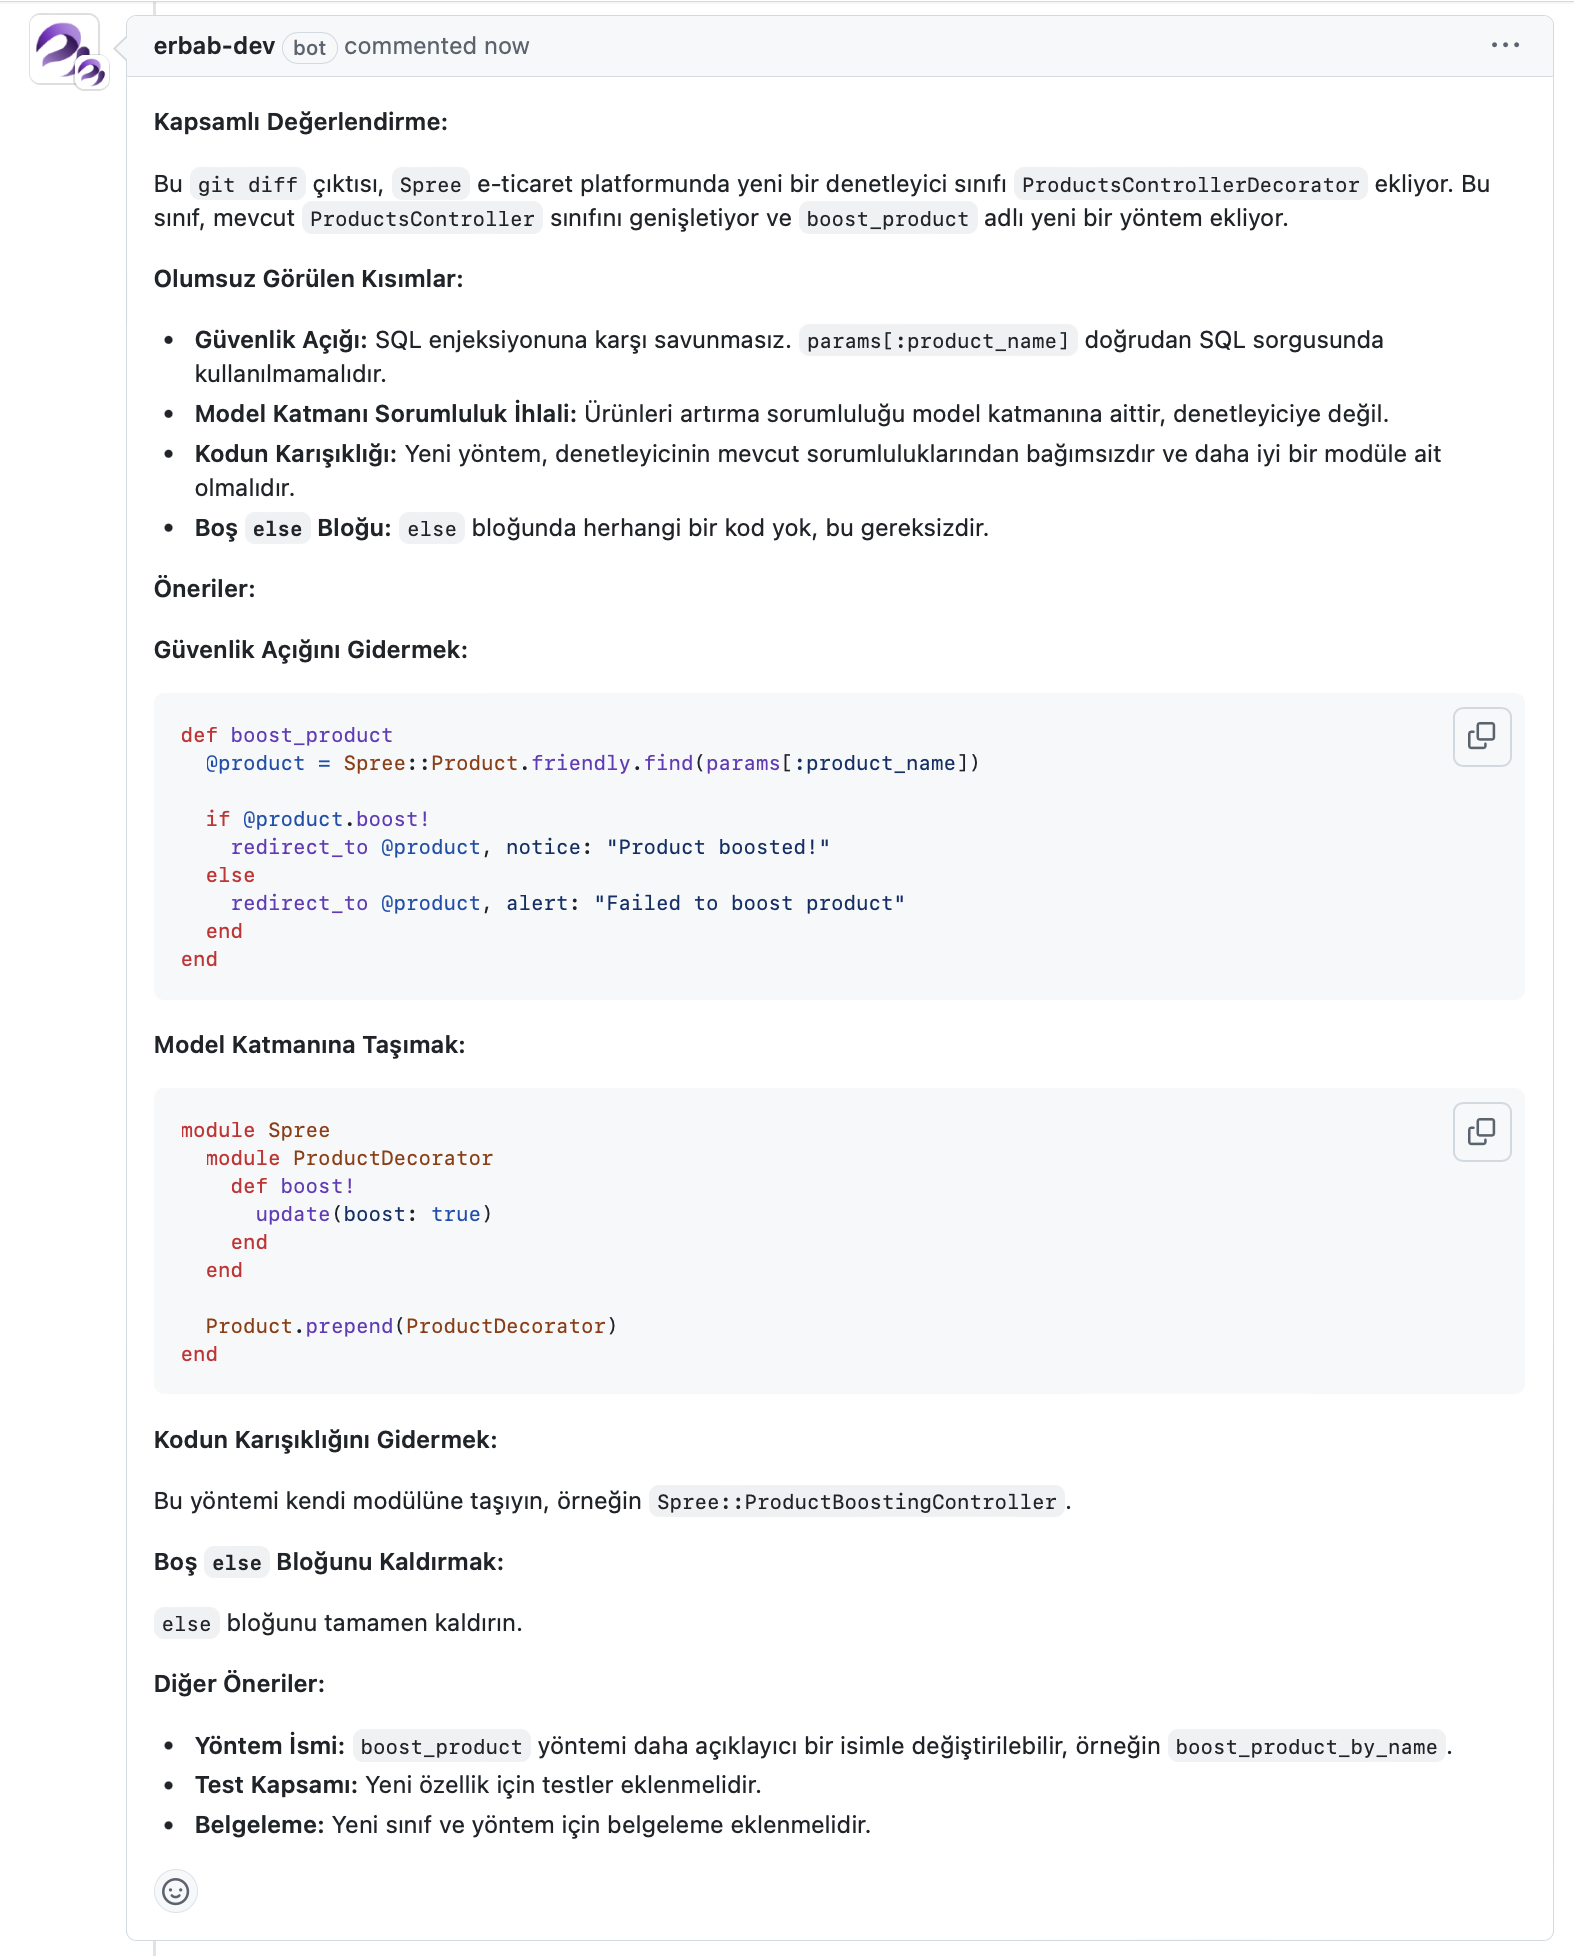 erbab-dev bot commented now
Kapsamlı Değerlendirme:
Bu git diff çıktısı, Spree e-ticaret platformunda yeni bir denetleyici sınıfı ProductsControllerDecorator ekliyor. Bu
sınıf, mevcut ProductsController sınıfını genişletiyor ve boost_product adlı yeni bir yöntem ekliyor.
Olumsuz Görülen Kısımlar:
• Güvenlik Açığı: SQL enjeksiyonuna karşı savunmasız. params[:product_name] doğrudan SQL sorgusunda
kullanılmamalıdır.
• Model Katmanı Sorumluluk İhlali: Ürünleri artırma sorumluluğu model katmanına aittir, denetleyiciye değil.
• Kodun Karışıklığı: Yeni yöntem, denetleyicinin mevcut sorumluluklarından bağımsızdır ve daha iyi bir modüle ait
olmalıdır.
• Boş else Bloğu: else bloğunda herhangi bir kod yok, bu gereksizdir.
Öneriler:
Güvenlik Açığını Gidermek:
def boost_product
  @product = Spree::Product.friendly.find(params[:product_name])
  if @product.boost!
    redirect_to @product, notice: "Product boosted!"
  else
    redirect_to @product, alert: "Failed to boost product"
  end
end
Model Katmanına Taşımak:
module Spree
  module ProductDecorator
    def boost!
      update(boost: true)
    end
  end
  Product.prepend(ProductDecorator)
end
Kodun Karışıklığını Gidermek:
Bu yöntemi kendi modülüne taşıyın, örneğin Spree::ProductBoostingController.
Boş else Bloğunu Kaldırmak:
else bloğunu tamamen kaldırın.
Diğer Öneriler:
• Yöntem İsmi: boost_product yöntemi daha açıklayıcı bir isimle değiştirilebilir, örneğin boost_product_by_name.
• Test Kapsamı: Yeni özellik için testler eklenmelidir.
• Belgeleme: Yeni sınıf ve yöntem için belgeleme eklenmelidir.